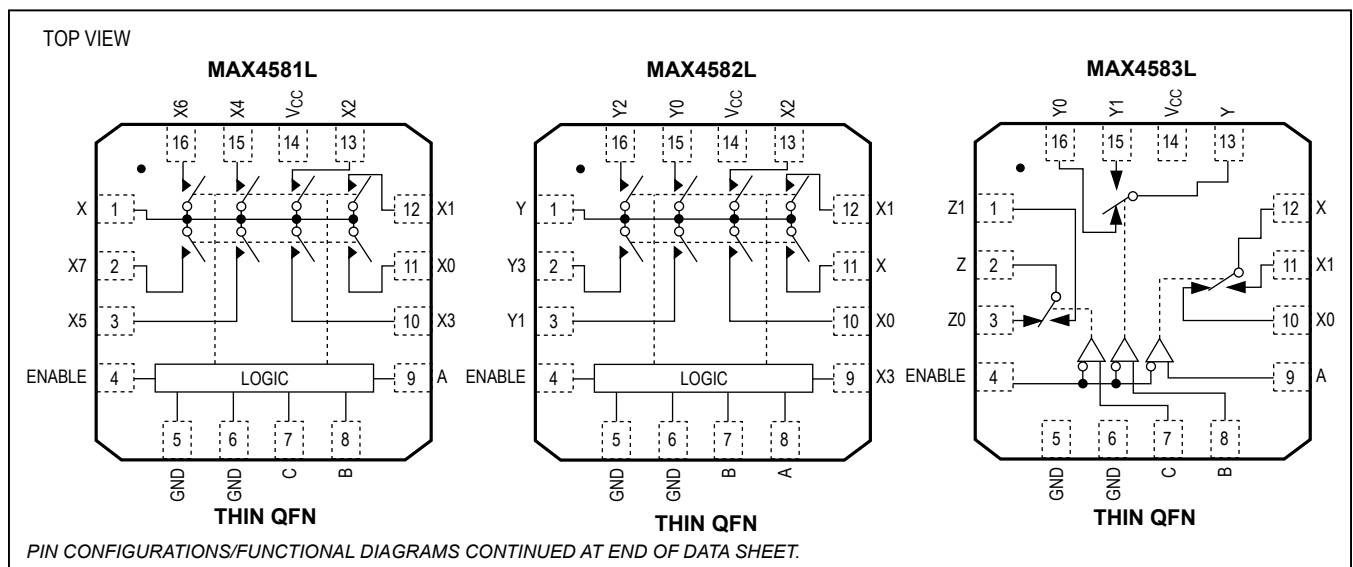 TOP VIEW
MAX4581L
X6 X4 VCC X2
16 15 14 13
X 1 12 X1
X7 2 11 X0
X5 3 10 X3
ENABLE 4 LOGIC 9 A
5 6 7 8
GND GND C B
THIN QFN
MAX4582L
Y2 Y0 VCC X2
16 15 14 13
Y 1 12 X1
Y3 2 11 X
Y1 3 10 X0
ENABLE 4 LOGIC 9 X3
5 6 7 8
GND GND B A
THIN QFN
MAX4583L
Y0 Y1 VCC Y
16 15 14 13
Z1 1 12 X
Z 2 11 X1
Z0 3 10 X0
ENABLE 4 9 A
5 6 7 8
GND GND C B
THIN QFN
PIN CONFIGURATIONS/FUNCTIONAL DIAGRAMS CONTINUED AT END OF DATA SHEET.